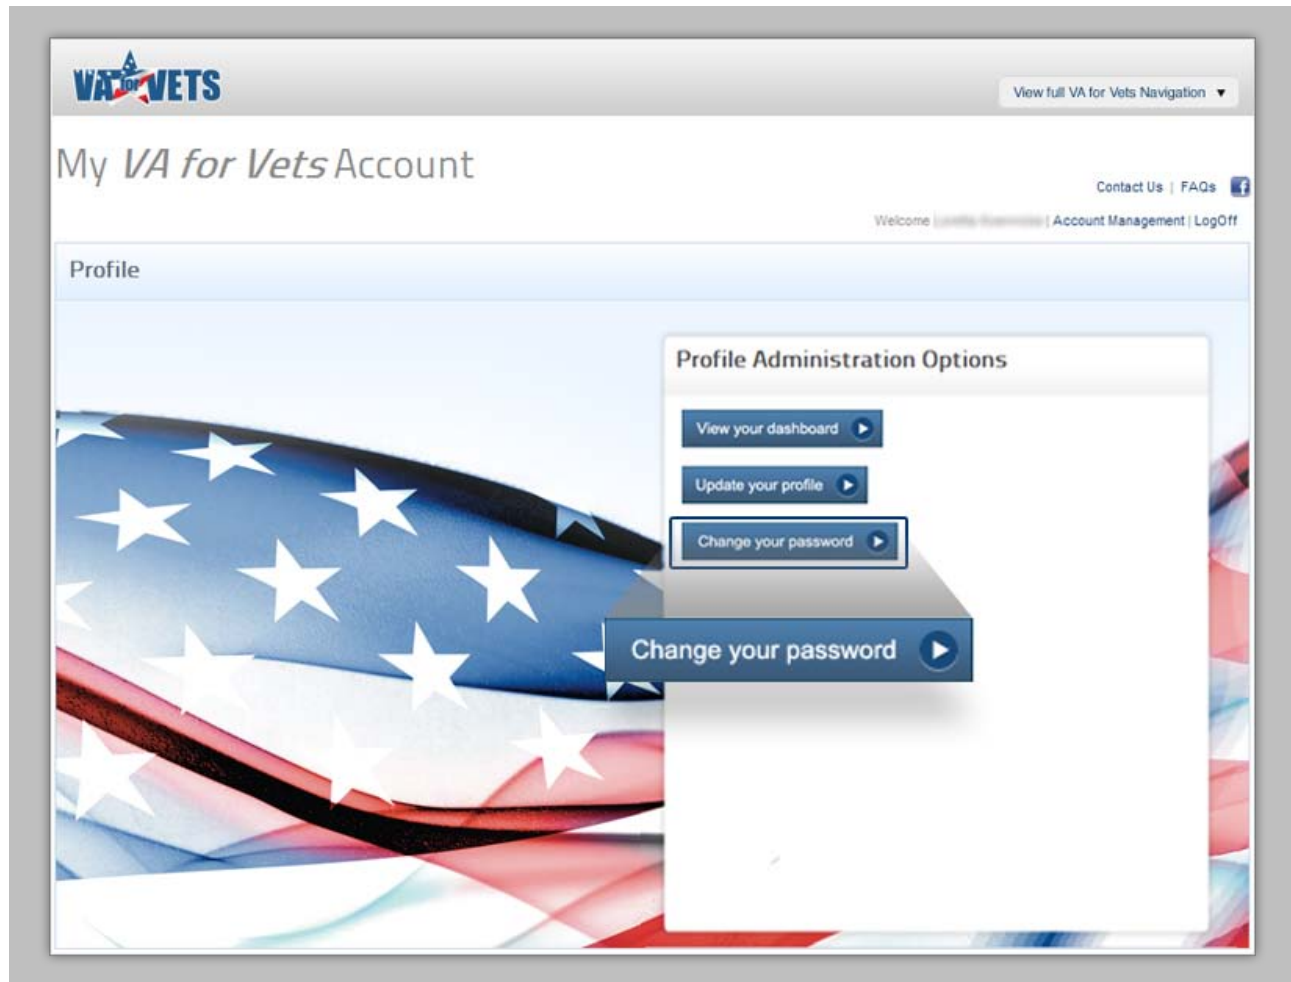 VA for VETS
View full VA for Vets Navigation ▼
My VA for Vets Account
Contact Us | FAQs f
Welcome | Account Management | LogOff
Profile
Profile Administration Options
View your dashboard
Update your profile
Change your password
Change your password